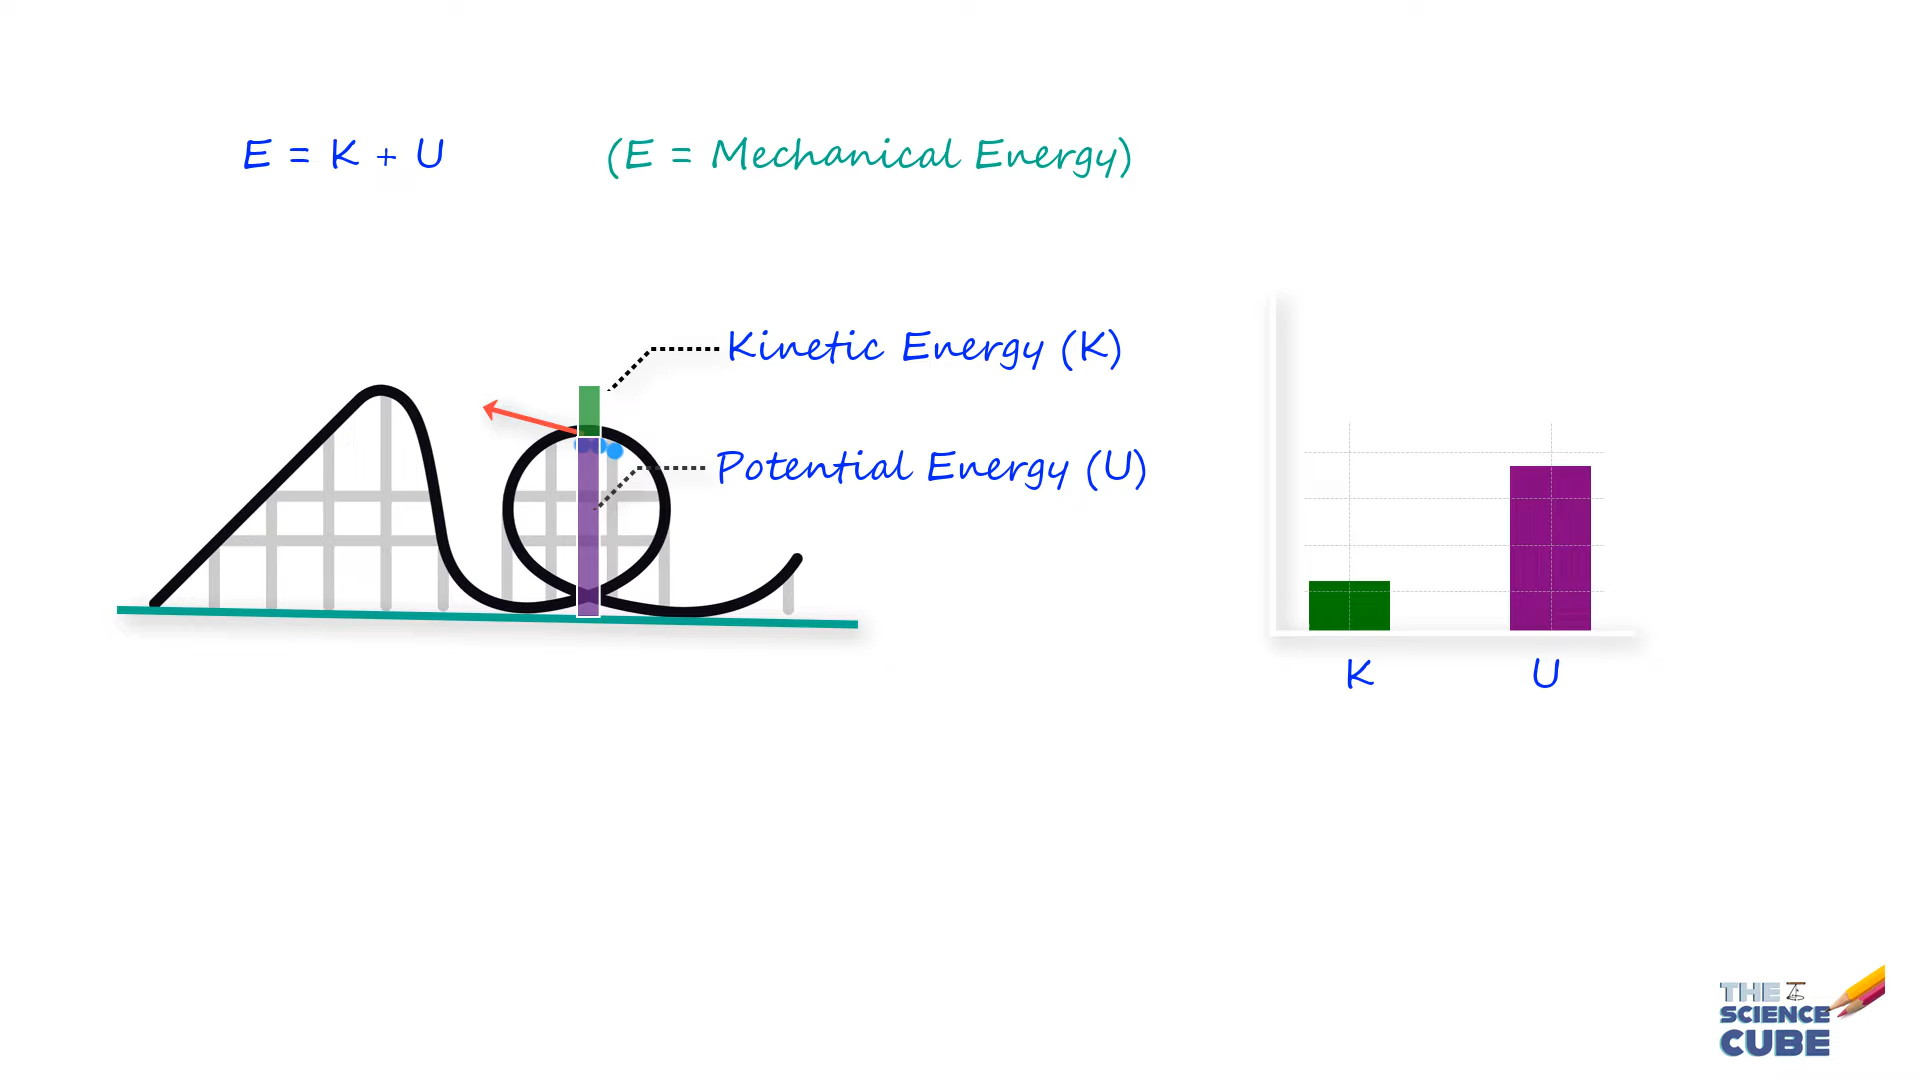 E = K + U
(E = Mechanical Energy)
Kinetic Energy (K)
Potential Energy (U)
K
U
THE
SCIENCE
CUBE